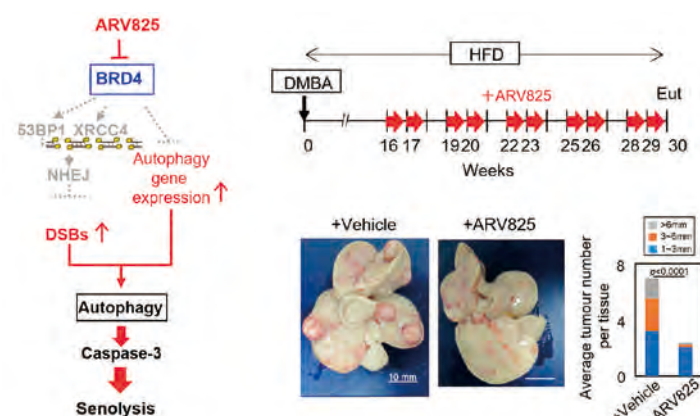 ARV825
BRD4
53BP1 XRCC4
NHEJ
Autophagy
gene
expression ↑
DSBs ↑
Autophagy
Caspase-3
Senolysis
HFD
DMBA
+ARV825
Eut
0 16 17 19 20 22 23 25 26 28 29 30
Weeks
+Vehicle
+ARV825
10 mm
>6mm
3~6mm
1~3mm
Average tumour number
per tissue
8
4
0
p<0.0001
+Vehicle
+ARV825